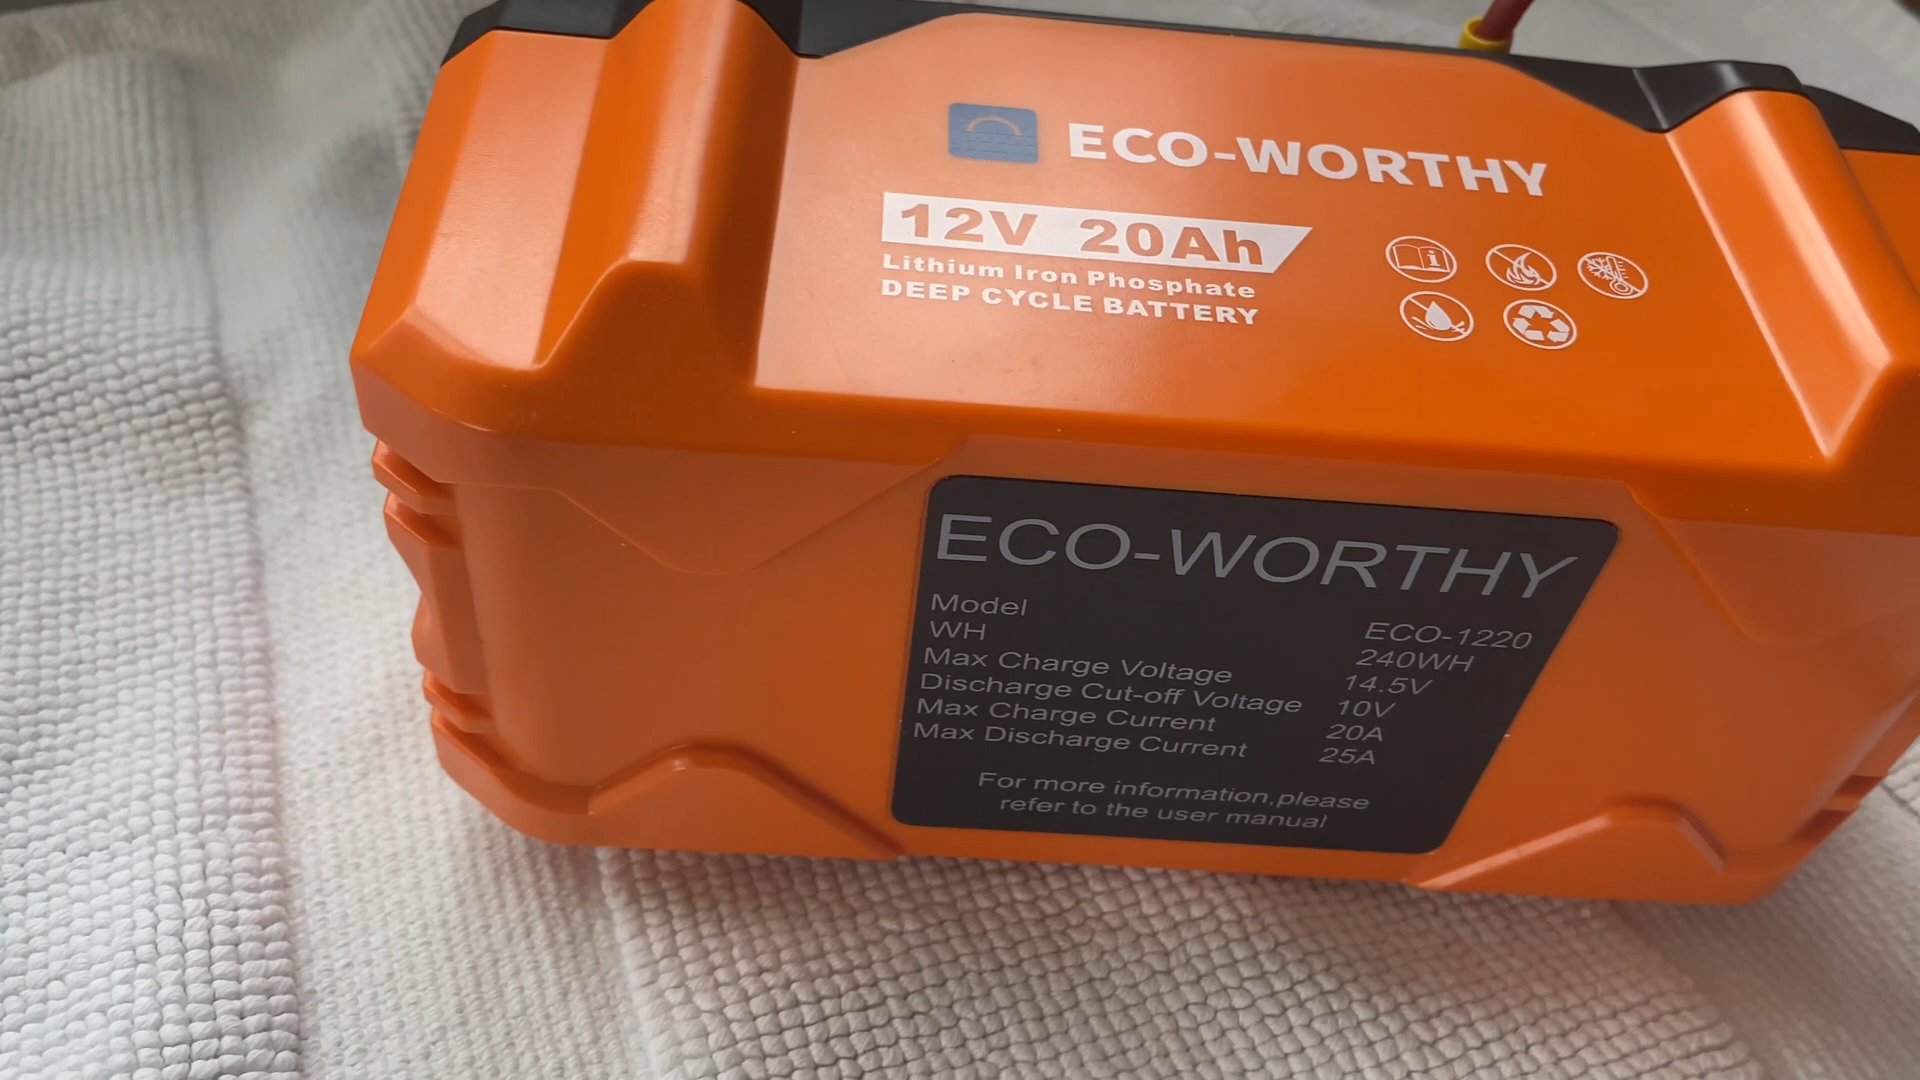 ECO-WORTHY
12V 20Ah
Lithium Iron Phosphate
DEEP CYCLE BATTERY
ECO-WORTHY
Model ECO-1220
WH 240WH
Max Charge Voltage 14.5V
Discharge Cut-off Voltage 10V
Max Charge Current 20A
Max Discharge Current 25A
For more information,please
refer to the user manual